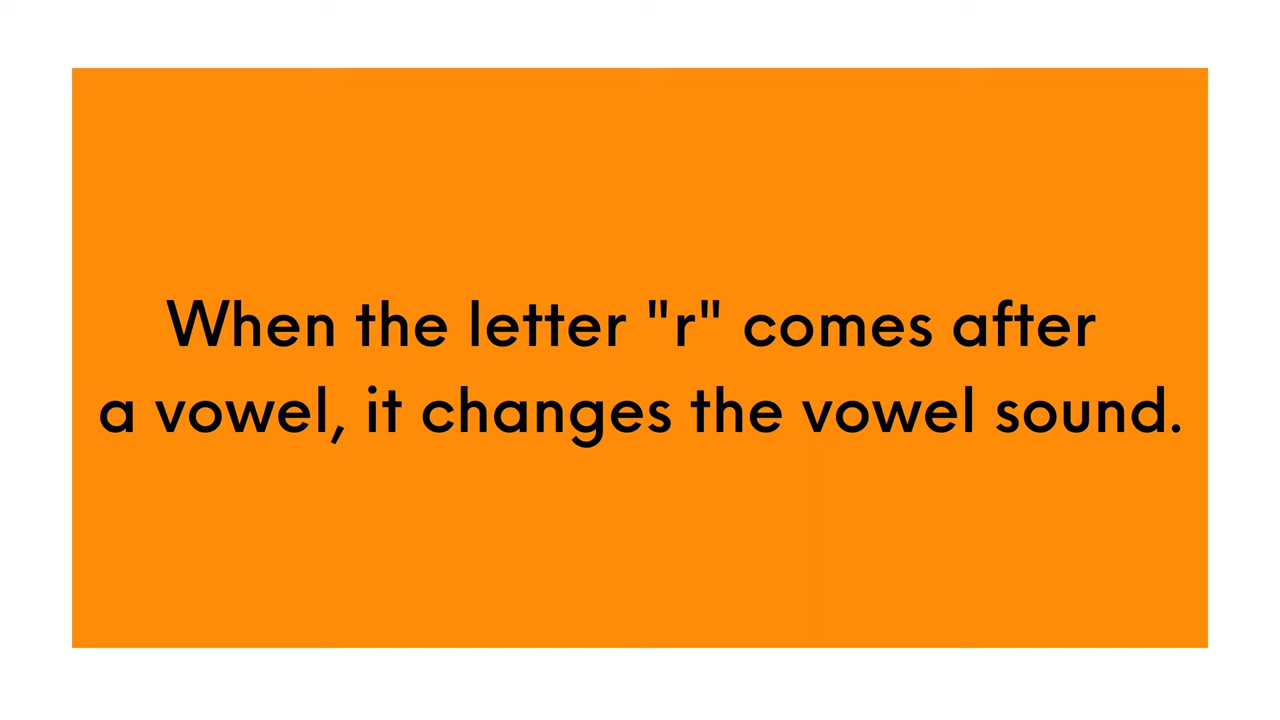 When the letter "r" comes after
a vowel, it changes the vowel sound.